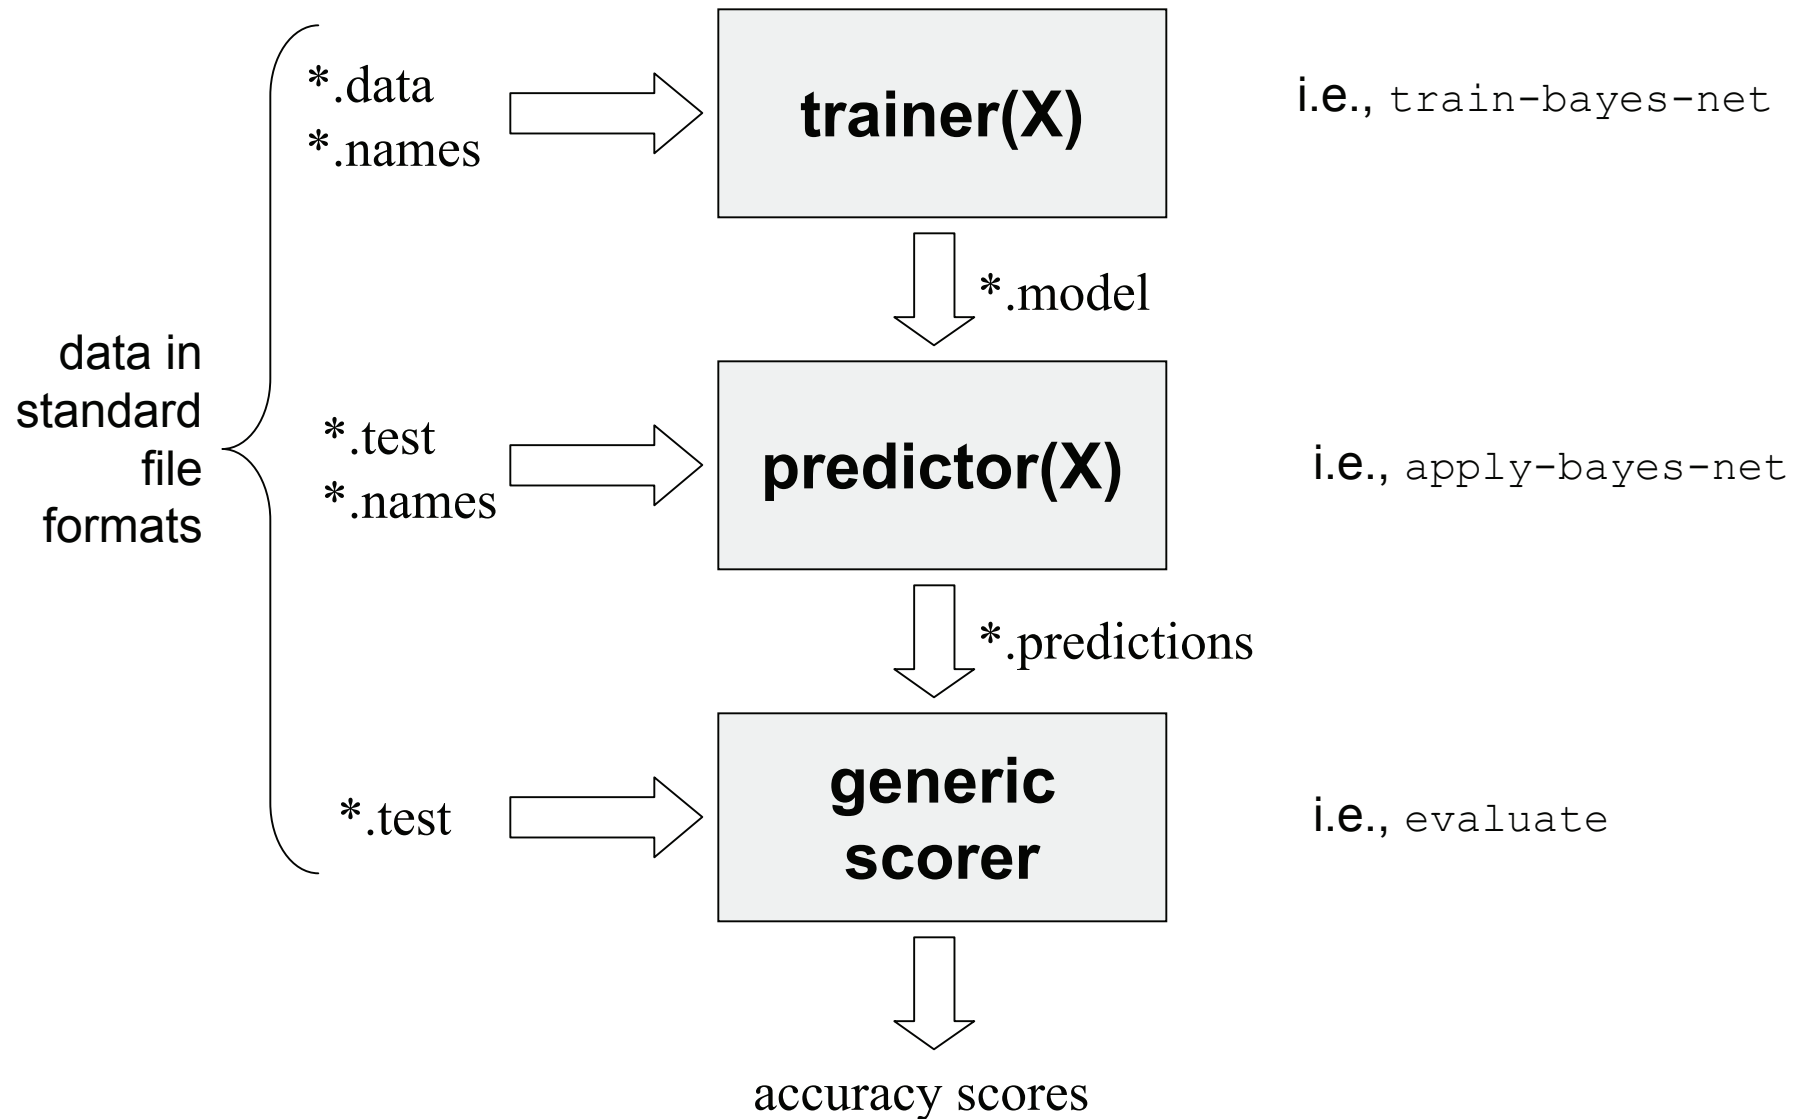 *.data
*.names
trainer(X)
i.e., train-bayes-net
*.model
data in
standard
file
formats
*.test
*.names
predictor(X)
i.e., apply-bayes-net
*.predictions
*.test
generic
scorer
i.e., evaluate
accuracy scores